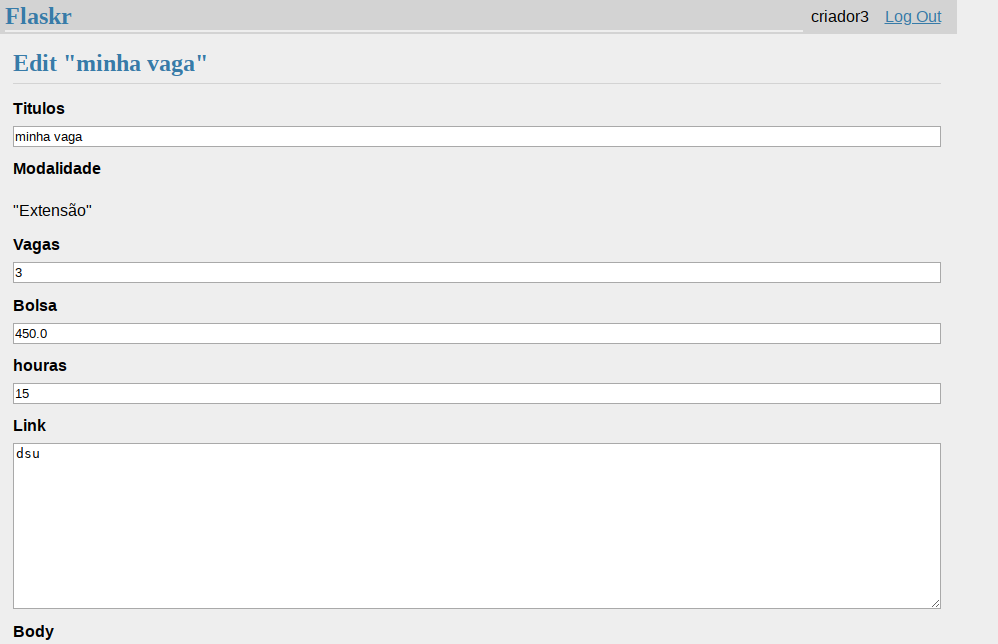 Flaskr criador3 Log Out
Edit "minha vaga"
Titulos
minha vaga
Modalidade
"Extensão"
Vagas
3
Bolsa
450.0
houras
15
Link
dsu
Body